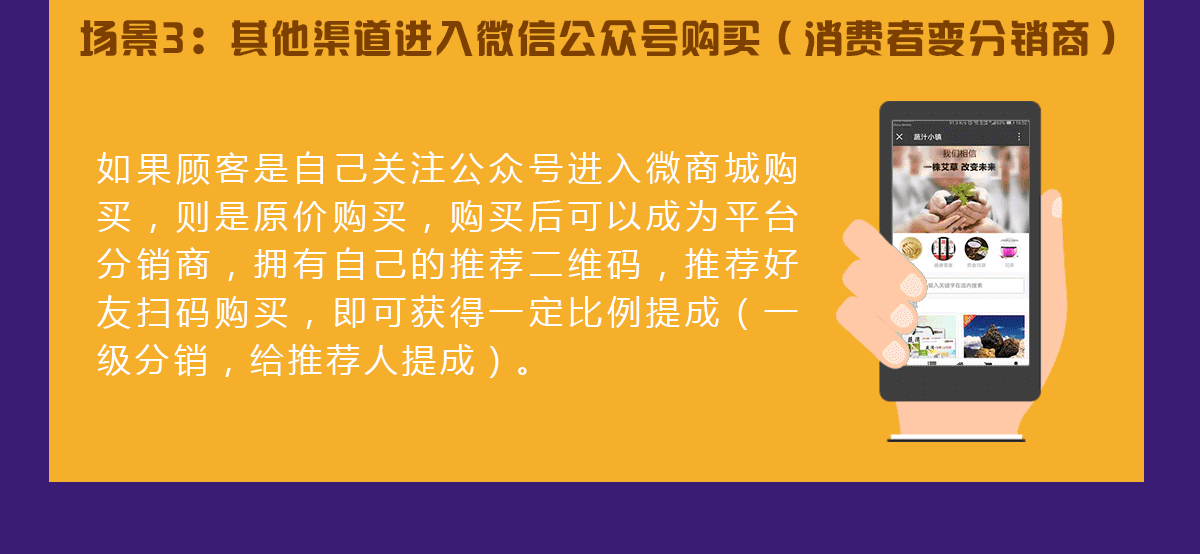 场景3：其他渠道进入微信公众号购买（消费者变分销商）
如果顾客是自己关注公众号进入微商城购
买，则是原价购买，购买后可以成为平台
分销商，拥有自己的推荐二维码，推荐好
友扫码购买，即可获得一定比例提成（一
级分销，给推荐人提成）。
蔬汁小镇
我们相信
一株艾草 改变未来
输入关键字在店内搜索